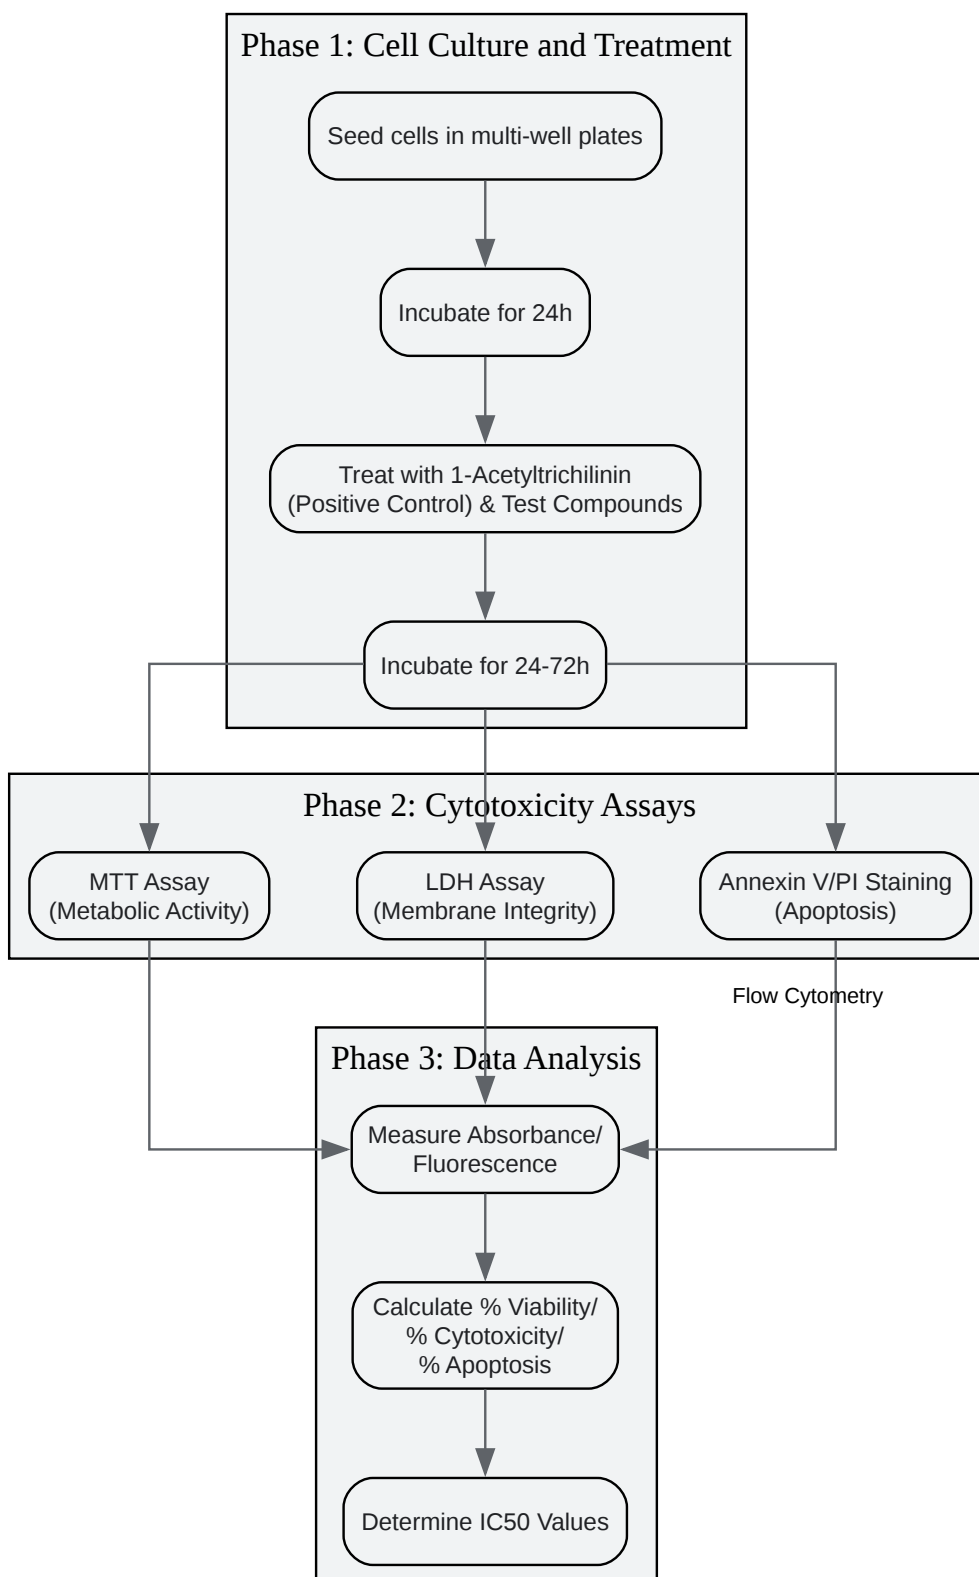 Phase 1: Cell Culture and Treatment
Seed cells in multi-well plates
Incubate for 24h
Treat with 1-Acetyltrichilinin
(Positive Control) & Test Compounds
Incubate for 24-72h
Phase 2: Cytotoxicity Assays
MTT Assay
(Metabolic Activity)
LDH Assay
(Membrane Integrity)
Annexin V/PI Staining
(Apoptosis)
Flow Cytometry
Phase 3: Data Analysis
Measure Absorbance/
Fluorescence
Calculate % Viability/
% Cytotoxicity/
% Apoptosis
Determine IC50 Values